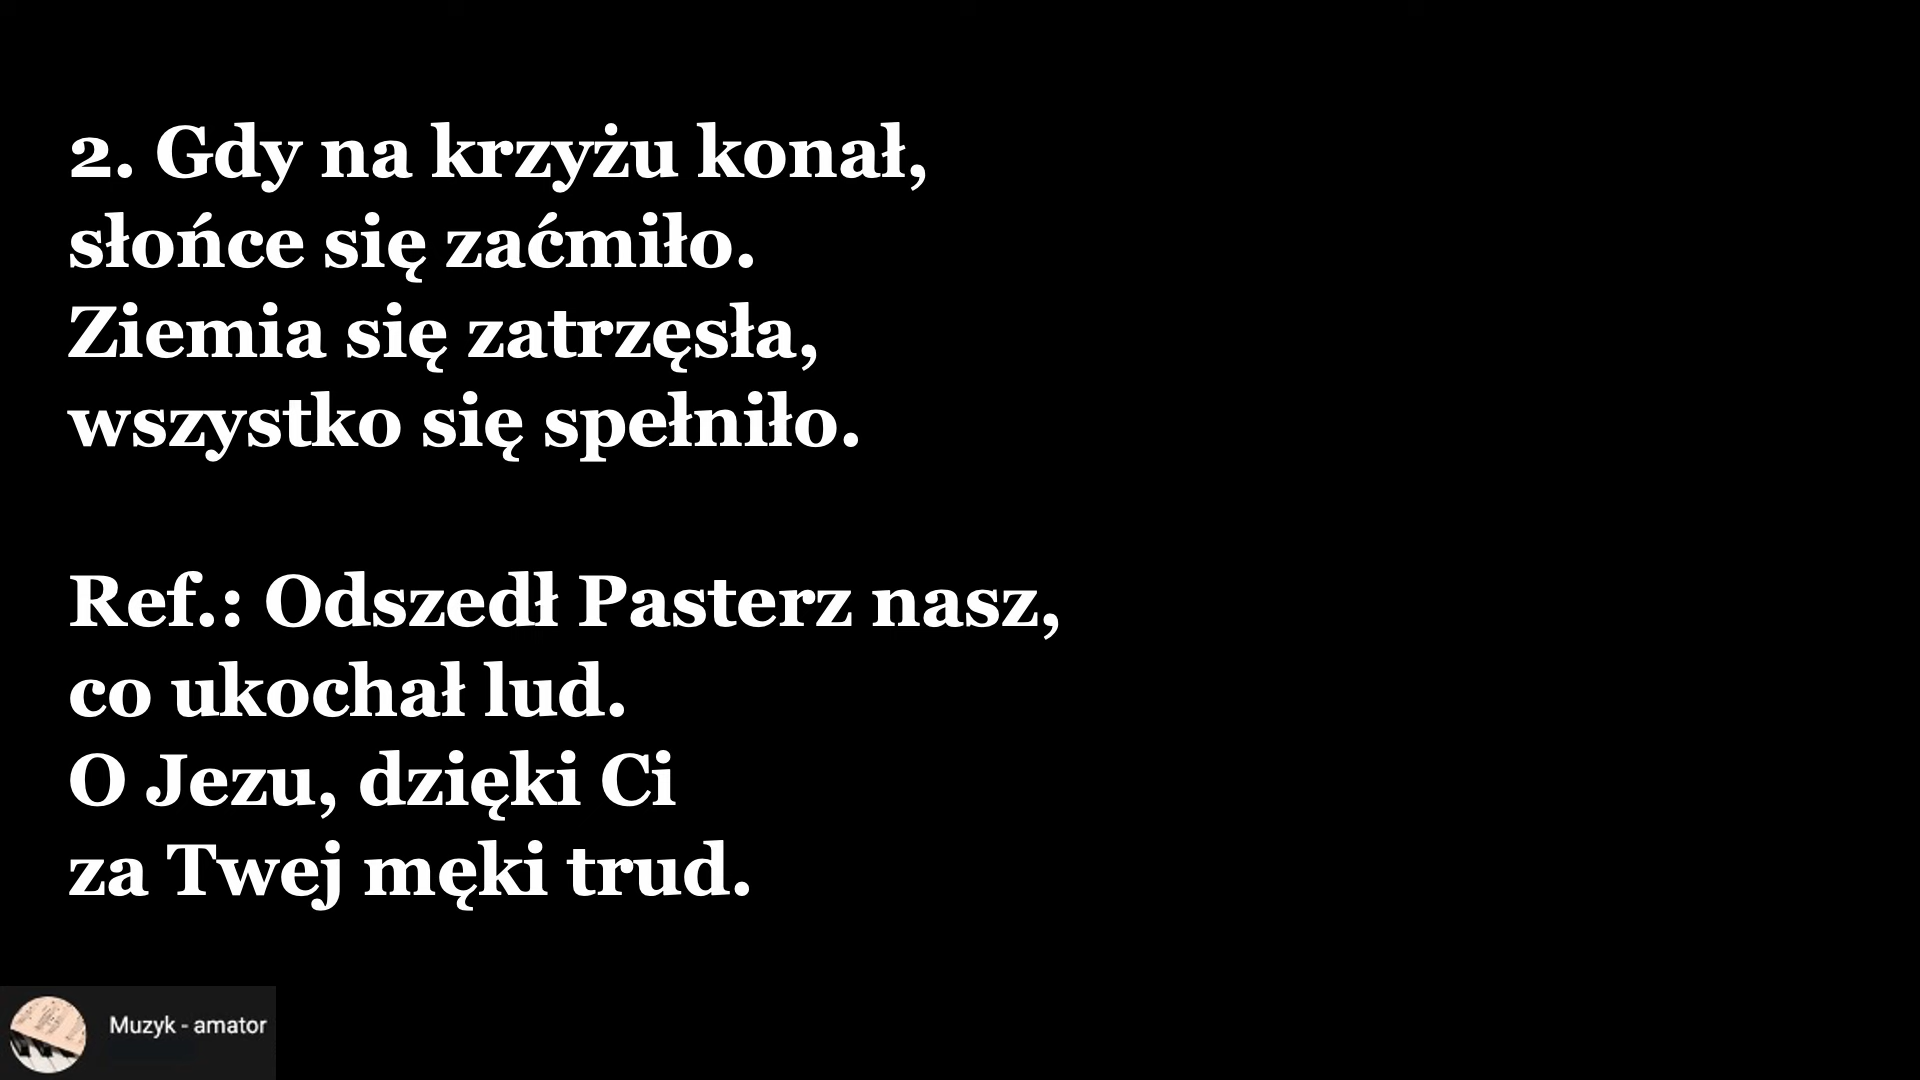 2. Gdy na krzyżu konał,
słońce się zaćmiło.
Ziemia się zatrzęsła,
wszystko się spełniło.
Ref.: Odszedł Pasterz nasz,
co ukochał lud.
O Jezu, dzięki Ci
za Twej męki trud.
Muzyk - amator